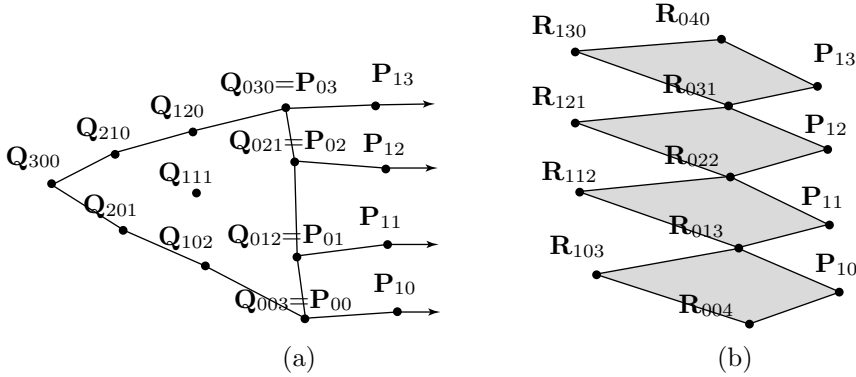 Q300
Q210
Q120
Q030=P03
P13
Q021=P02
P12
Q111
Q201
Q102
Q012=P01
P11
Q003=P00
P10
(a)
R130
R040
P13
R031
R121
P12
R022
R112
P11
R013
R103
P10
R004
(b)